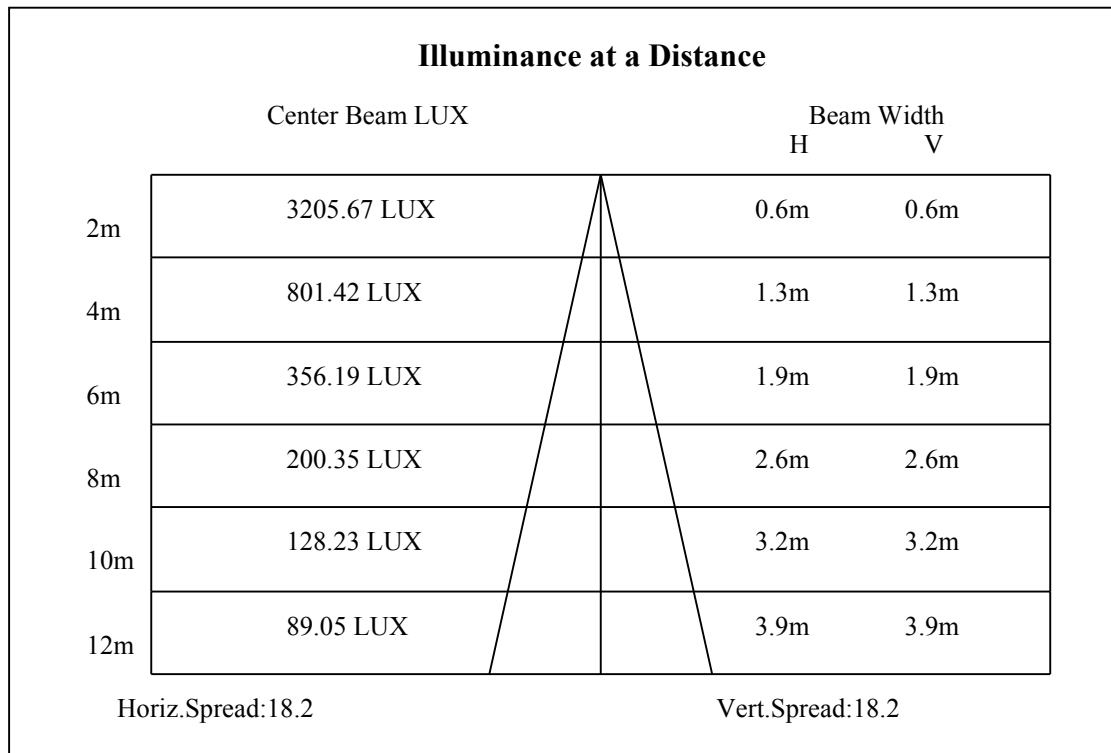 Illuminance at a Distance
Center Beam LUX Beam Width
H V
2m 3205.67 LUX 0.6m 0.6m
4m 801.42 LUX 1.3m 1.3m
6m 356.19 LUX 1.9m 1.9m
8m 200.35 LUX 2.6m 2.6m
10m 128.23 LUX 3.2m 3.2m
12m 89.05 LUX 3.9m 3.9m
Horiz.Spread:18.2 Vert.Spread:18.2